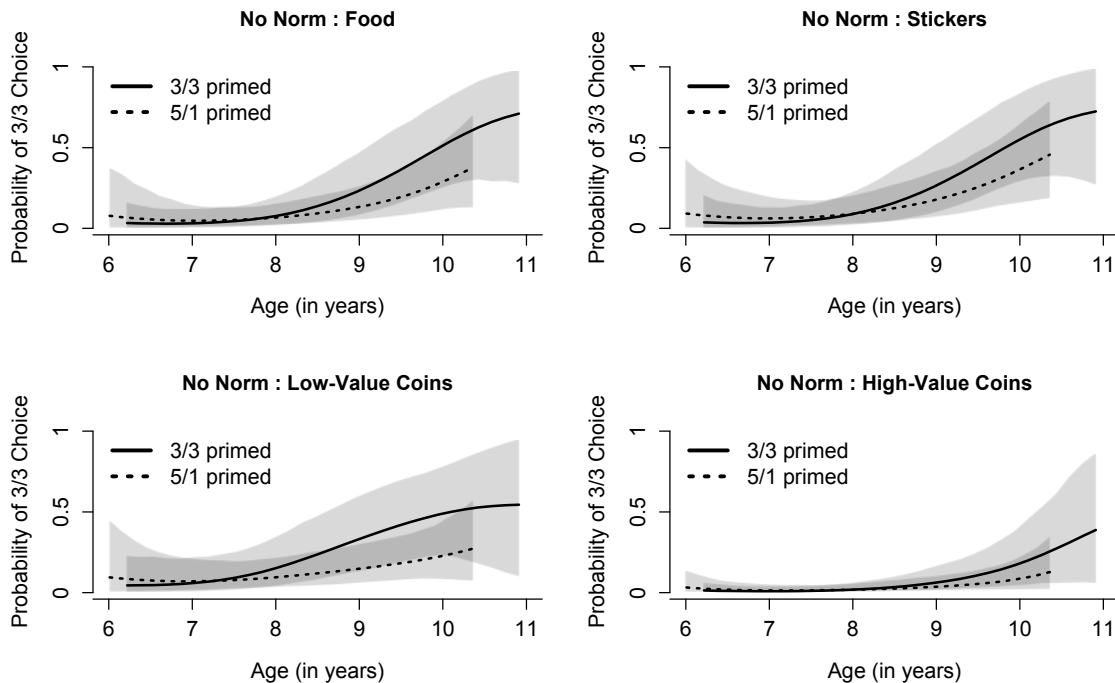 No Norm : Food
Probability of 3/3 Choice
1
0.5
0
3/3 primed
5/1 primed
6 7 8 9 10 11
Age (in years)
No Norm : Stickers
Probability of 3/3 Choice
1
0.5
0
3/3 primed
5/1 primed
6 7 8 9 10 11
Age (in years)
No Norm : Low-Value Coins
Probability of 3/3 Choice
1
0.5
0
3/3 primed
5/1 primed
6 7 8 9 10 11
Age (in years)
No Norm : High-Value Coins
Probability of 3/3 Choice
1
0.5
0
3/3 primed
5/1 primed
6 7 8 9 10 11
Age (in years)